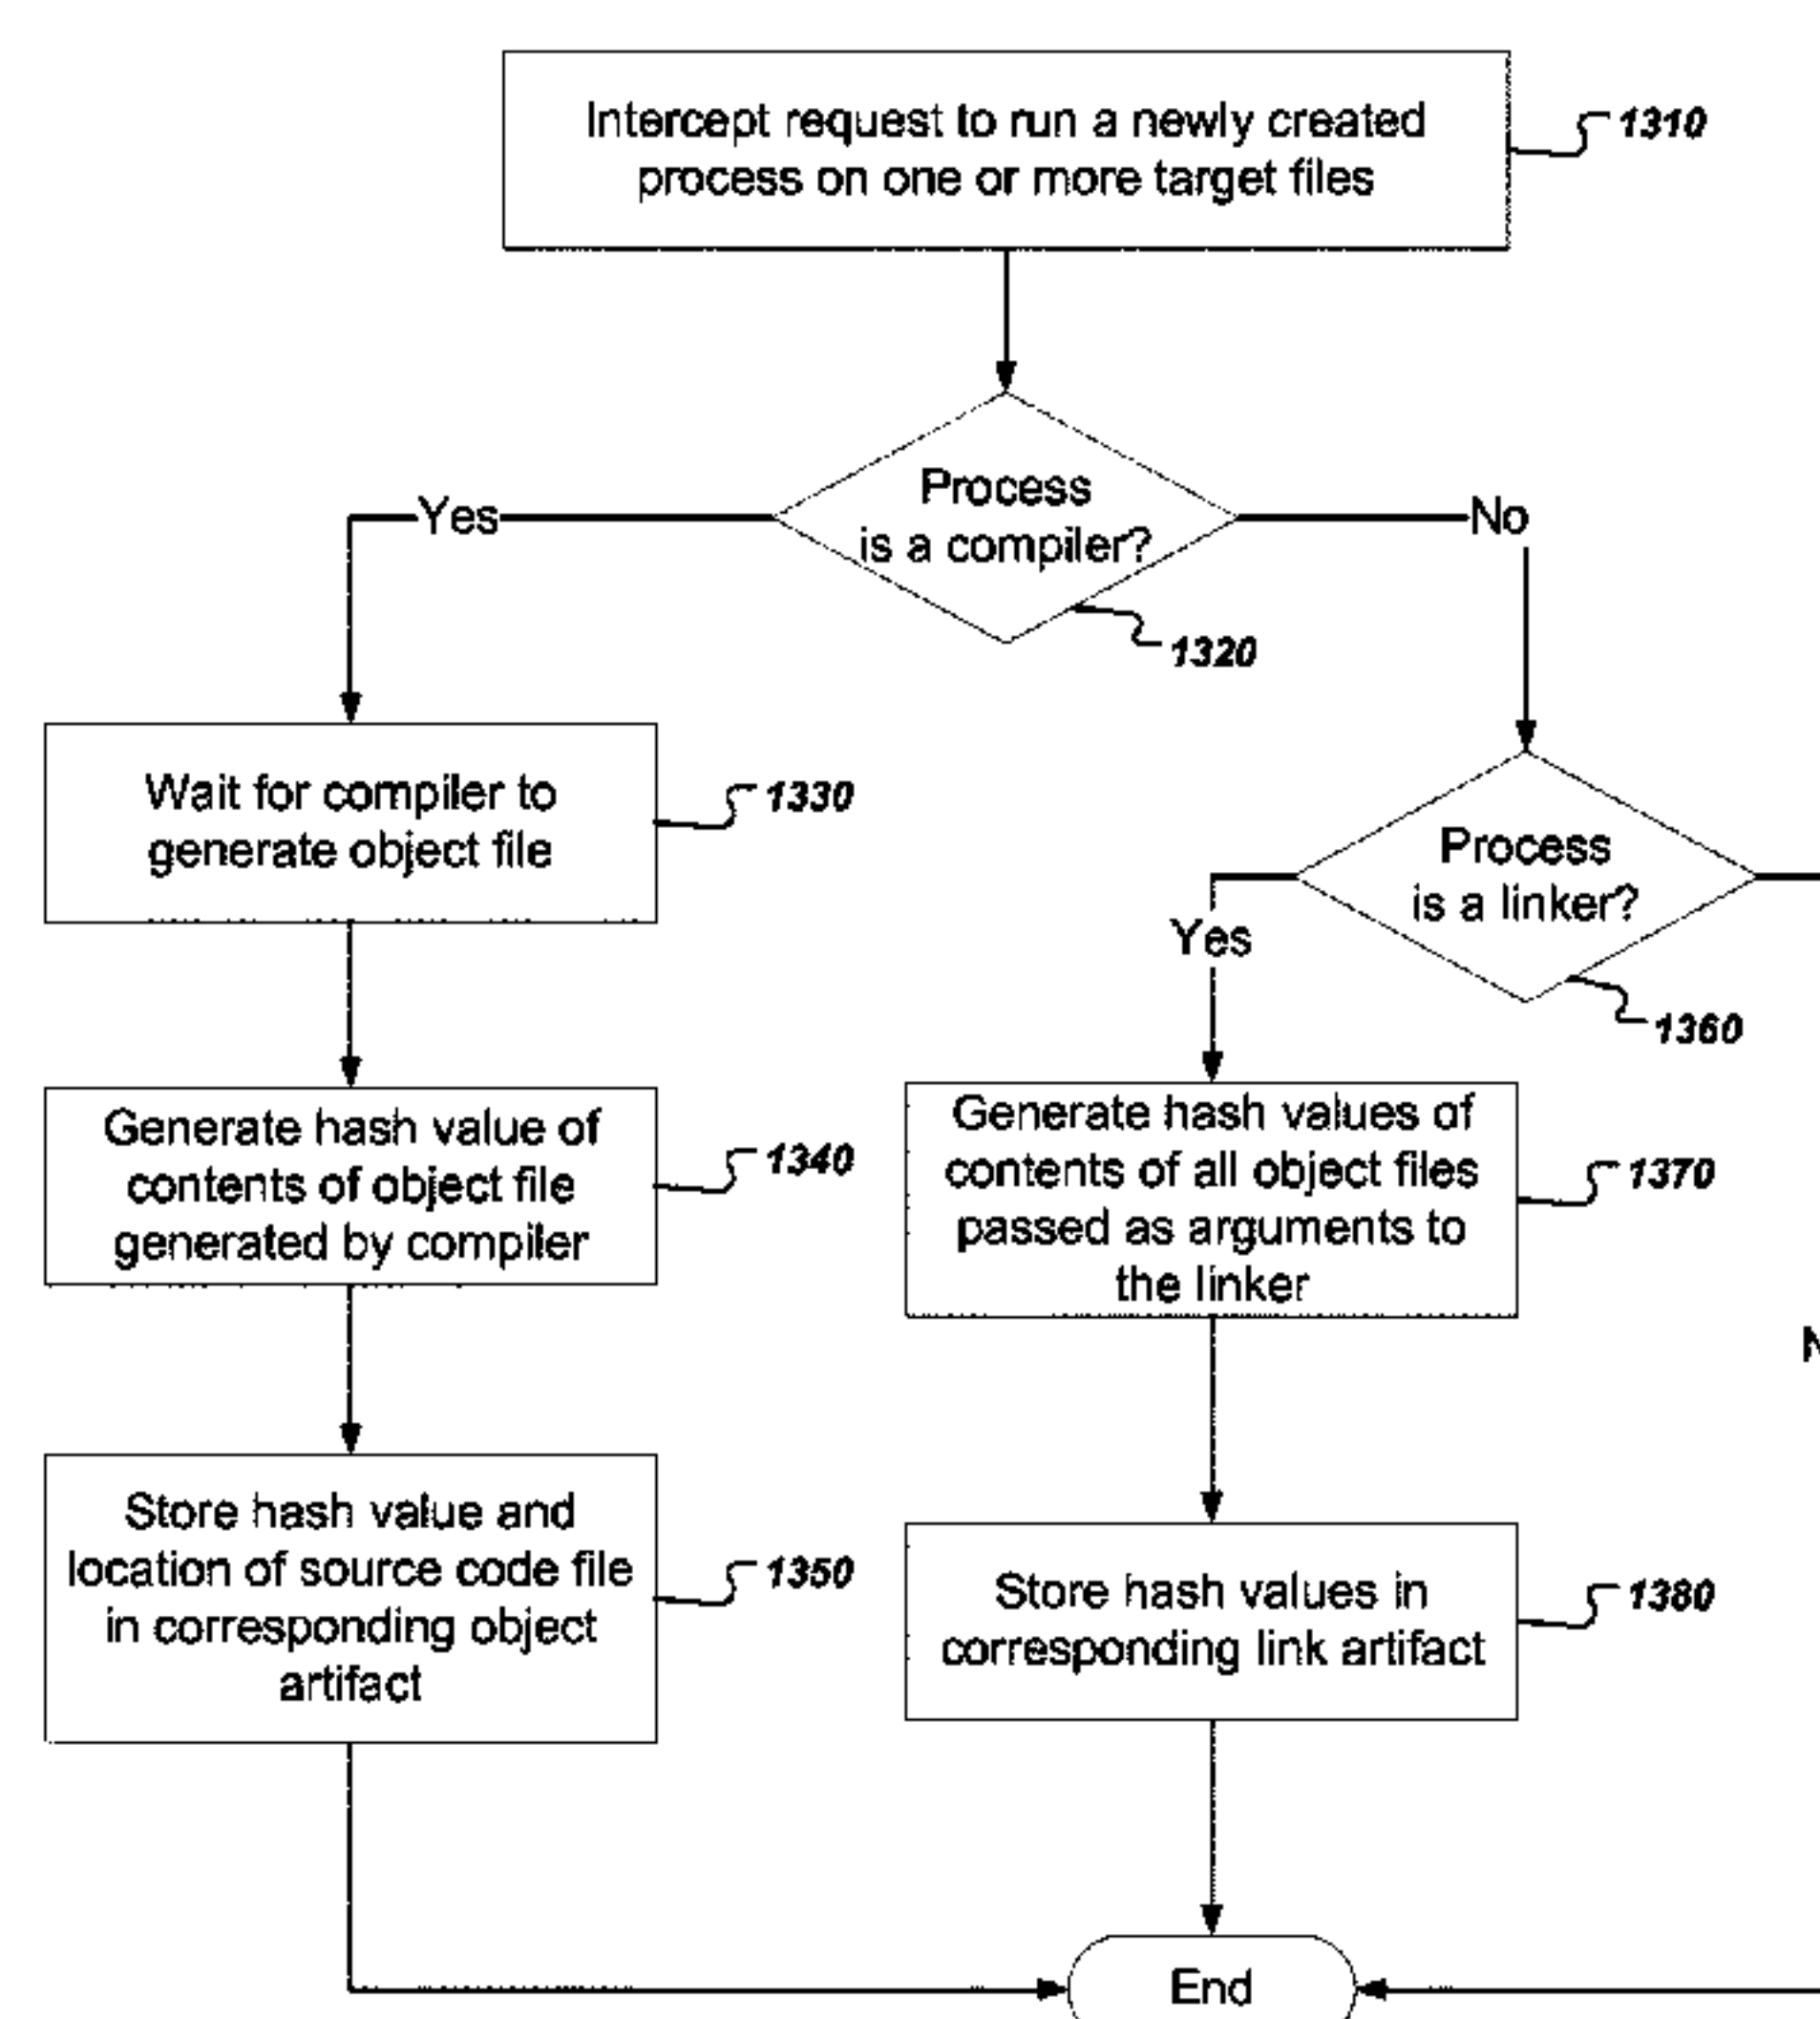 Intercept request to run a newly created
process on one or more target files
1310
Process
is a compiler?
1320
Yes
No
Wait for compiler to
generate object file
1330
Process
is a linker?
1360
Yes
Generate hash value of
contents of object file
generated by compiler
1340
Generate hash values of
contents of all object files
passed as arguments to
the linker
1370
Store hash value and
location of source code file
in corresponding object
artifact
1350
Store hash values in
corresponding link artifact
1380
End